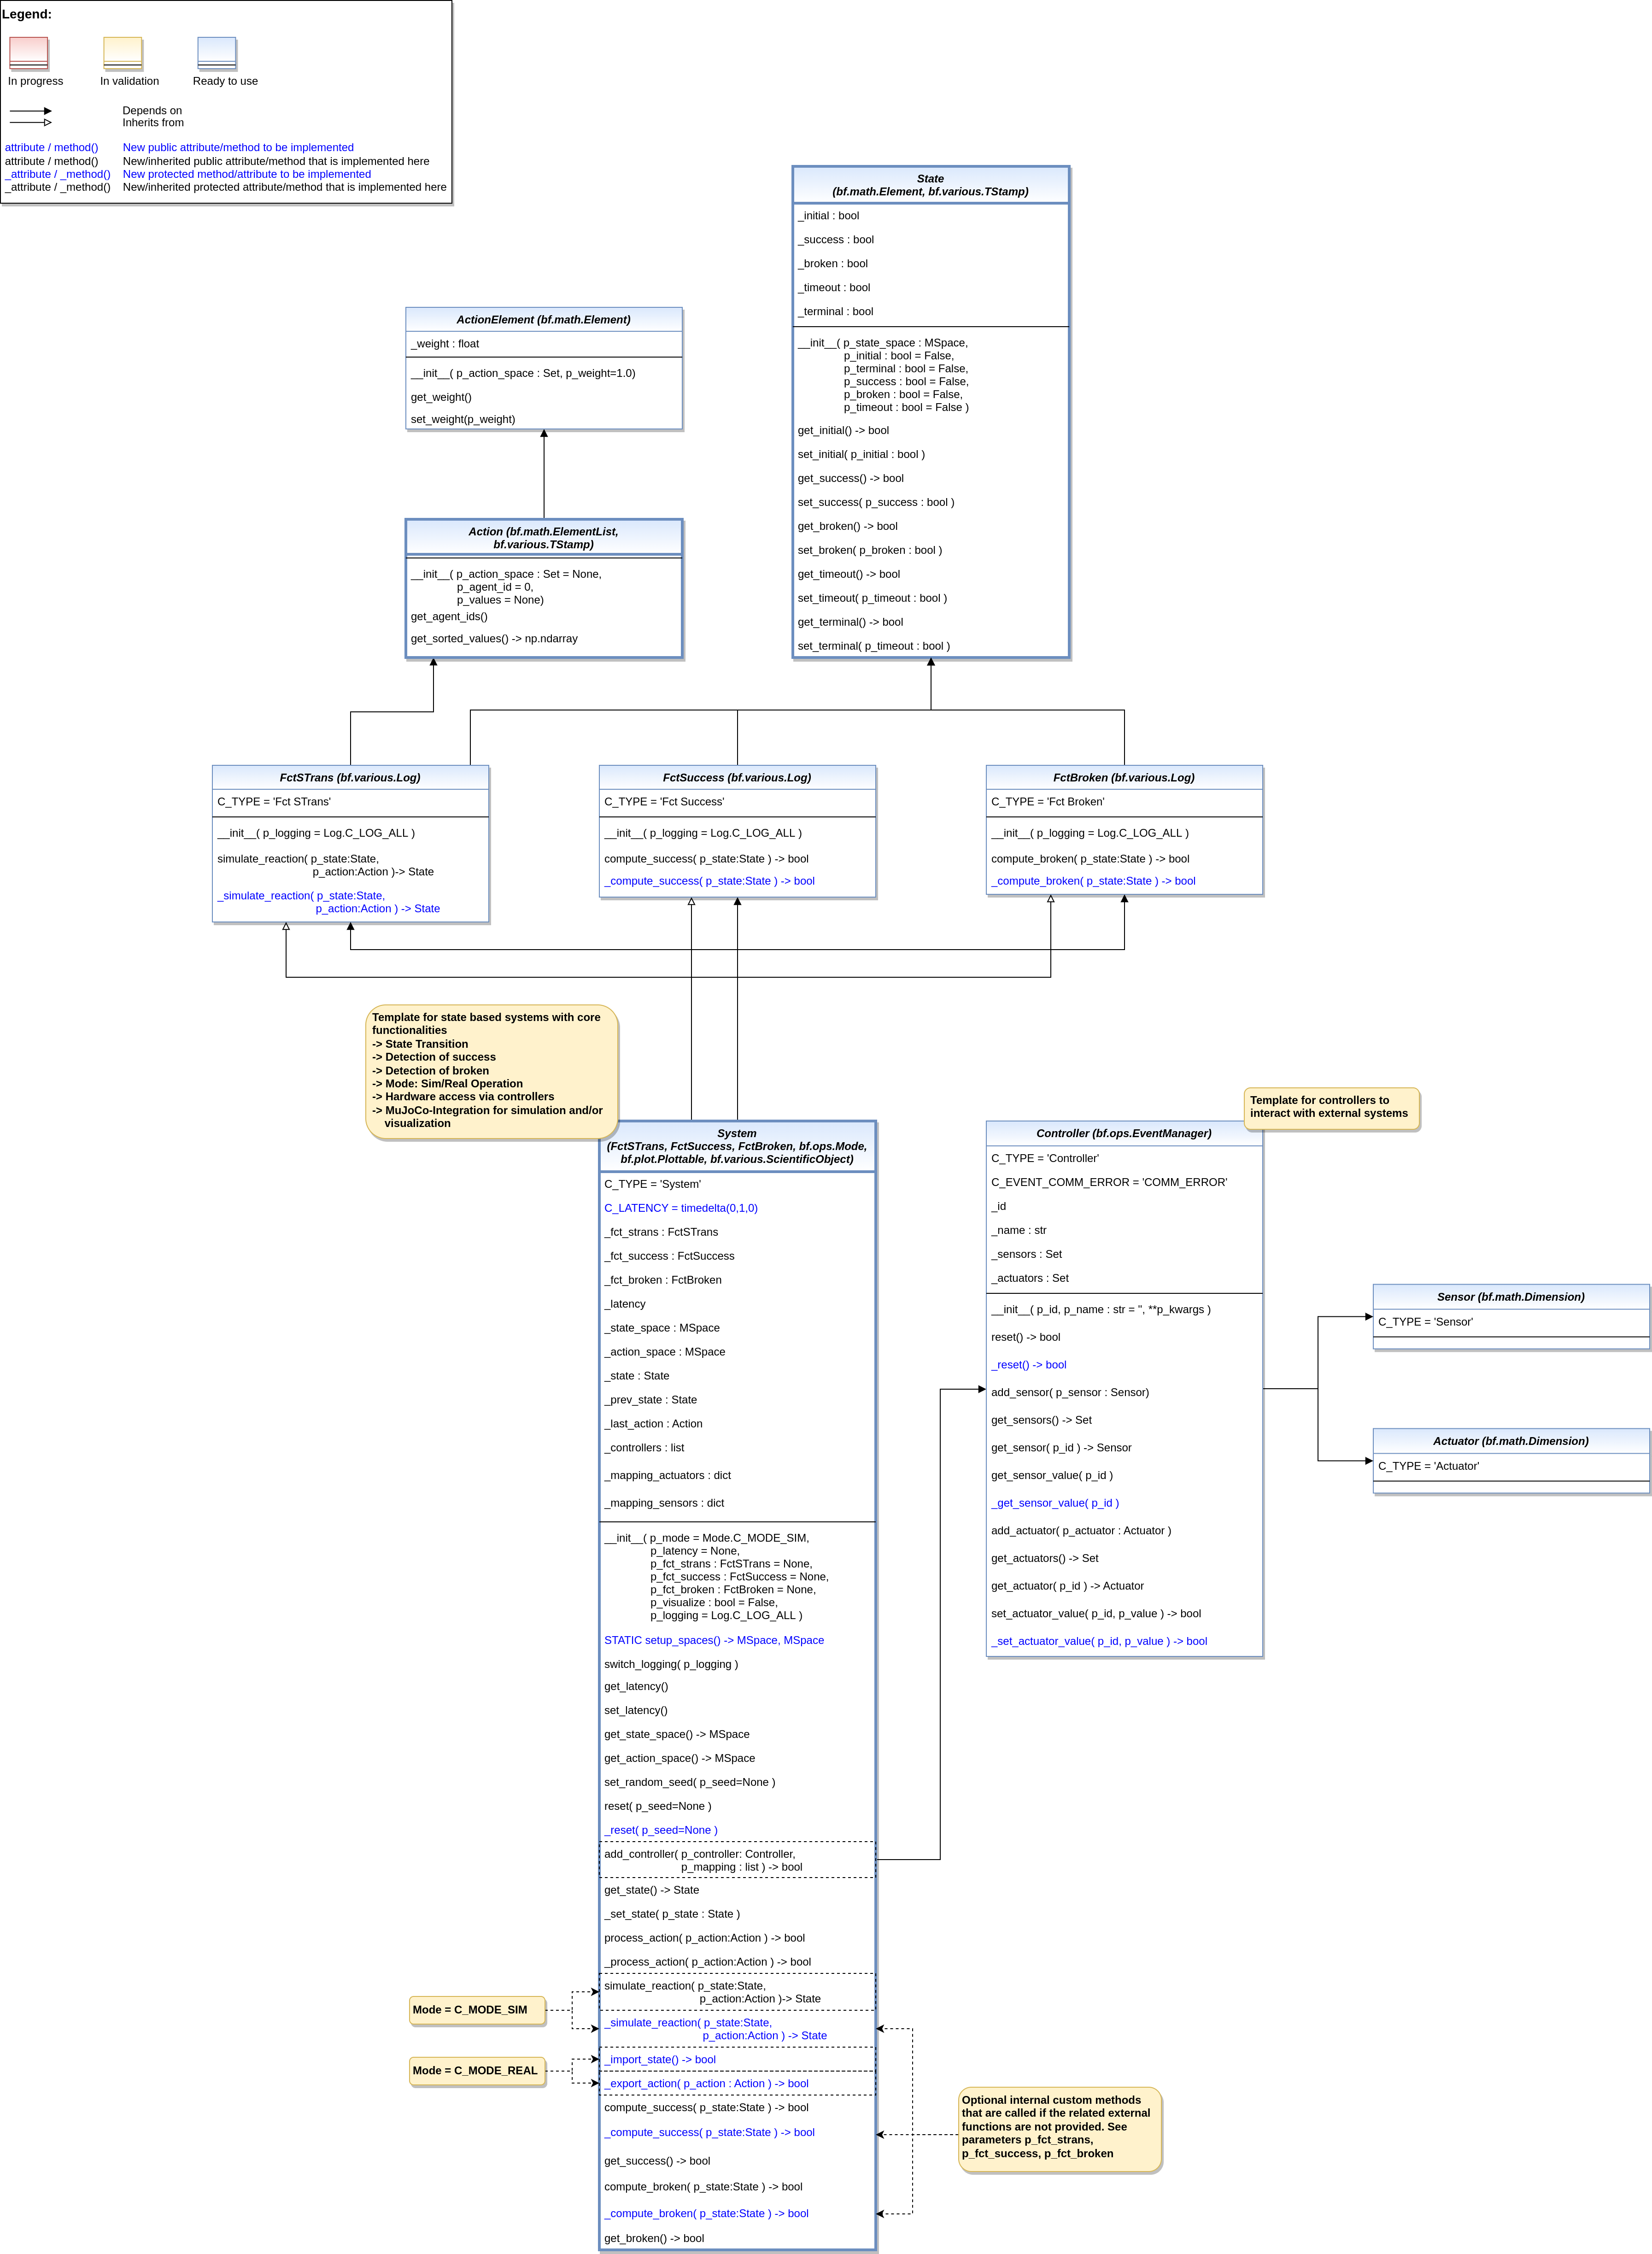 Legend:
In progress
In validation
Ready to use
Depends on
Inherits from
attribute / method() New public attribute/method to be implemented
attribute / method() New/inherited public attribute/method that is implemented here
_attribute / _method() New protected method/attribute to be implemented
_attribute / _method() New/inherited protected attribute/method that is implemented here
State
(bf.math.Element, bf.various.TStamp)
_initial : bool
_success : bool
_broken : bool
_timeout : bool
_terminal : bool
__init__( p_state_space : MSpace,
p_initial : bool = False,
p_terminal : bool = False,
p_success : bool = False,
p_broken : bool = False,
p_timeout : bool = False )
get_initial() -> bool
set_initial( p_initial : bool )
get_success() -> bool
set_success( p_success : bool )
get_broken() -> bool
set_broken( p_broken : bool )
get_timeout() -> bool
set_timeout( p_timeout : bool )
get_terminal() -> bool
set_terminal( p_timeout : bool )
ActionElement (bf.math.Element)
_weight : float
__init__( p_action_space : Set, p_weight=1.0)
get_weight()
set_weight(p_weight)
Action (bf.math.ElementList,
bf.various.TStamp)
__init__( p_action_space : Set = None,
p_agent_id = 0,
p_values = None)
get_agent_ids()
get_sorted_values() -> np.ndarray
FctSTrans (bf.various.Log)
C_TYPE = 'Fct STrans'
__init__( p_logging = Log.C_LOG_ALL )
simulate_reaction( p_state:State,
p_action:Action )-> State
_simulate_reaction( p_state:State,
p_action:Action ) -> State
FctSuccess (bf.various.Log)
C_TYPE = 'Fct Success'
__init__( p_logging = Log.C_LOG_ALL )
compute_success( p_state:State ) -> bool
_compute_success( p_state:State ) -> bool
FctBroken (bf.various.Log)
C_TYPE = 'Fct Broken'
__init__( p_logging = Log.C_LOG_ALL )
compute_broken( p_state:State ) -> bool
_compute_broken( p_state:State ) -> bool
Template for state based systems with core
functionalities
-> State Transition
-> Detection of success
-> Detection of broken
-> Mode: Sim/Real Operation
-> Hardware access via controllers
-> MuJoCo-Integration for simulation and/or
visualization
System
(FctSTrans, FctSuccess, FctBroken, bf.ops.Mode,
bf.plot.Plottable, bf.various.ScientificObject)
C_TYPE = 'System'
C_LATENCY = timedelta(0,1,0)
_fct_strans : FctSTrans
_fct_success : FctSuccess
_fct_broken : FctBroken
_latency
_state_space : MSpace
_action_space : MSpace
_state : State
_prev_state : State
_last_action : Action
_controllers : list
_mapping_actuators : dict
_mapping_sensors : dict
__init__( p_mode = Mode.C_MODE_SIM,
p_latency = None,
p_fct_strans : FctSTrans = None,
p_fct_success : FctSuccess = None,
p_fct_broken : FctBroken = None,
p_visualize : bool = False,
p_logging = Log.C_LOG_ALL )
STATIC setup_spaces() -> MSpace, MSpace
switch_logging( p_logging )
get_latency()
set_latency()
get_state_space() -> MSpace
get_action_space() -> MSpace
set_random_seed( p_seed=None )
reset( p_seed=None )
_reset( p_seed=None )
add_controller( p_controller: Controller,
p_mapping : list ) -> bool
get_state() -> State
_set_state( p_state : State )
process_action( p_action:Action ) -> bool
_process_action( p_action:Action ) -> bool
simulate_reaction( p_state:State,
p_action:Action )-> State
_simulate_reaction( p_state:State,
p_action:Action ) -> State
_import_state() -> bool
_export_action( p_action : Action ) -> bool
compute_success( p_state:State ) -> bool
_compute_success( p_state:State ) -> bool
get_success() -> bool
compute_broken( p_state:State ) -> bool
_compute_broken( p_state:State ) -> bool
get_broken() -> bool
Mode = C_MODE_SIM
Mode = C_MODE_REAL
Optional internal custom methods
that are called if the related external
functions are not provided. See
parameters p_fct_strans,
p_fct_success, p_fct_broken
Template for controllers to
interact with external systems
Controller (bf.ops.EventManager)
C_TYPE = 'Controller'
C_EVENT_COMM_ERROR = 'COMM_ERROR'
_id
_name : str
_sensors : Set
_actuators : Set
__init__( p_id, p_name : str = '', **p_kwargs )
reset() -> bool
_reset() -> bool
add_sensor( p_sensor : Sensor)
get_sensors() -> Set
get_sensor( p_id ) -> Sensor
get_sensor_value( p_id )
_get_sensor_value( p_id )
add_actuator( p_actuator : Actuator )
get_actuators() -> Set
get_actuator( p_id ) -> Actuator
set_actuator_value( p_id, p_value ) -> bool
_set_actuator_value( p_id, p_value ) -> bool
Sensor (bf.math.Dimension)
C_TYPE = 'Sensor'
Actuator (bf.math.Dimension)
C_TYPE = 'Actuator'